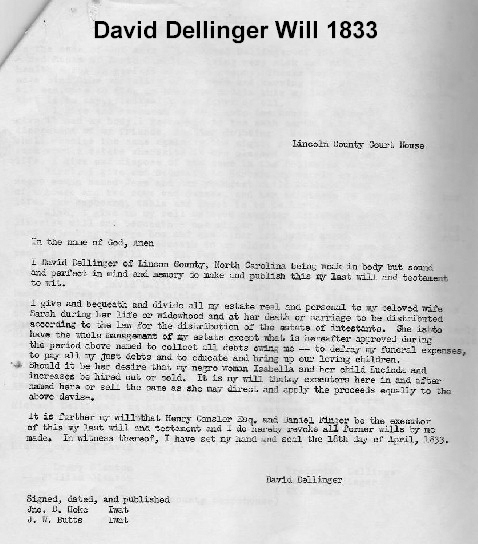 David Dellinger Will 1833
Lincoln County Court House
In the name of God, Amen
I David Dellinger of Lincon County, North Carolina being weak in body but sound
and perfect in mind and memory do make and publish this my last will and testament
to wit.
I give and bequeath and divide all my estate real and personal to my beloved wife
Sarah during her life or widowhood and at her death or marriage to be distributed
according to the law for the distribution of the estate of intestants. She is to
have the whole management of my estate except what is hereafter approved during
the period above named to collect all debts owing me -- to defray my funeral expenses,
to pay all my just debts and to educate and bring up our loving children.
Should it be her desire that my negro woman Isabella and her child Lucinda and
increases be hired out or sold. It is my will that my executors here in and after
named here or sell the same as she may direct and apply the proceeds equally to the
above devise.
It is further my will that Henry Consler Esq. and Daniel Finger be the executor
of this my last will and testament and I do hereby revoke all former wills by me
made. In witness thereof, I have set my hand and seal the 18th day of April, 1833.
David Dellinger
Signed, dated, and published
Jno. D. Hoke Iwat
J. W. Butts Iwat